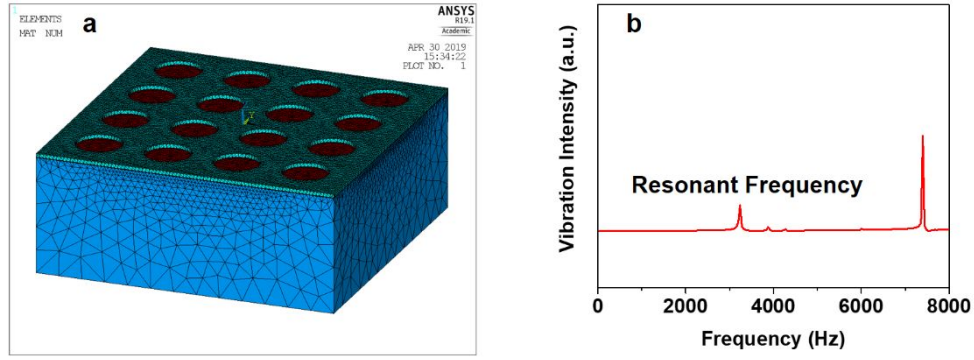 1
ELEMENTS
MAT NUM
a
ANSYS
R19.1
Academic
APR 30 2019
15:34:22
PLOT NO. 1
b
Vibration Intensity (a.u.)
Resonant Frequency
0 2000 4000 6000 8000
Frequency (Hz)